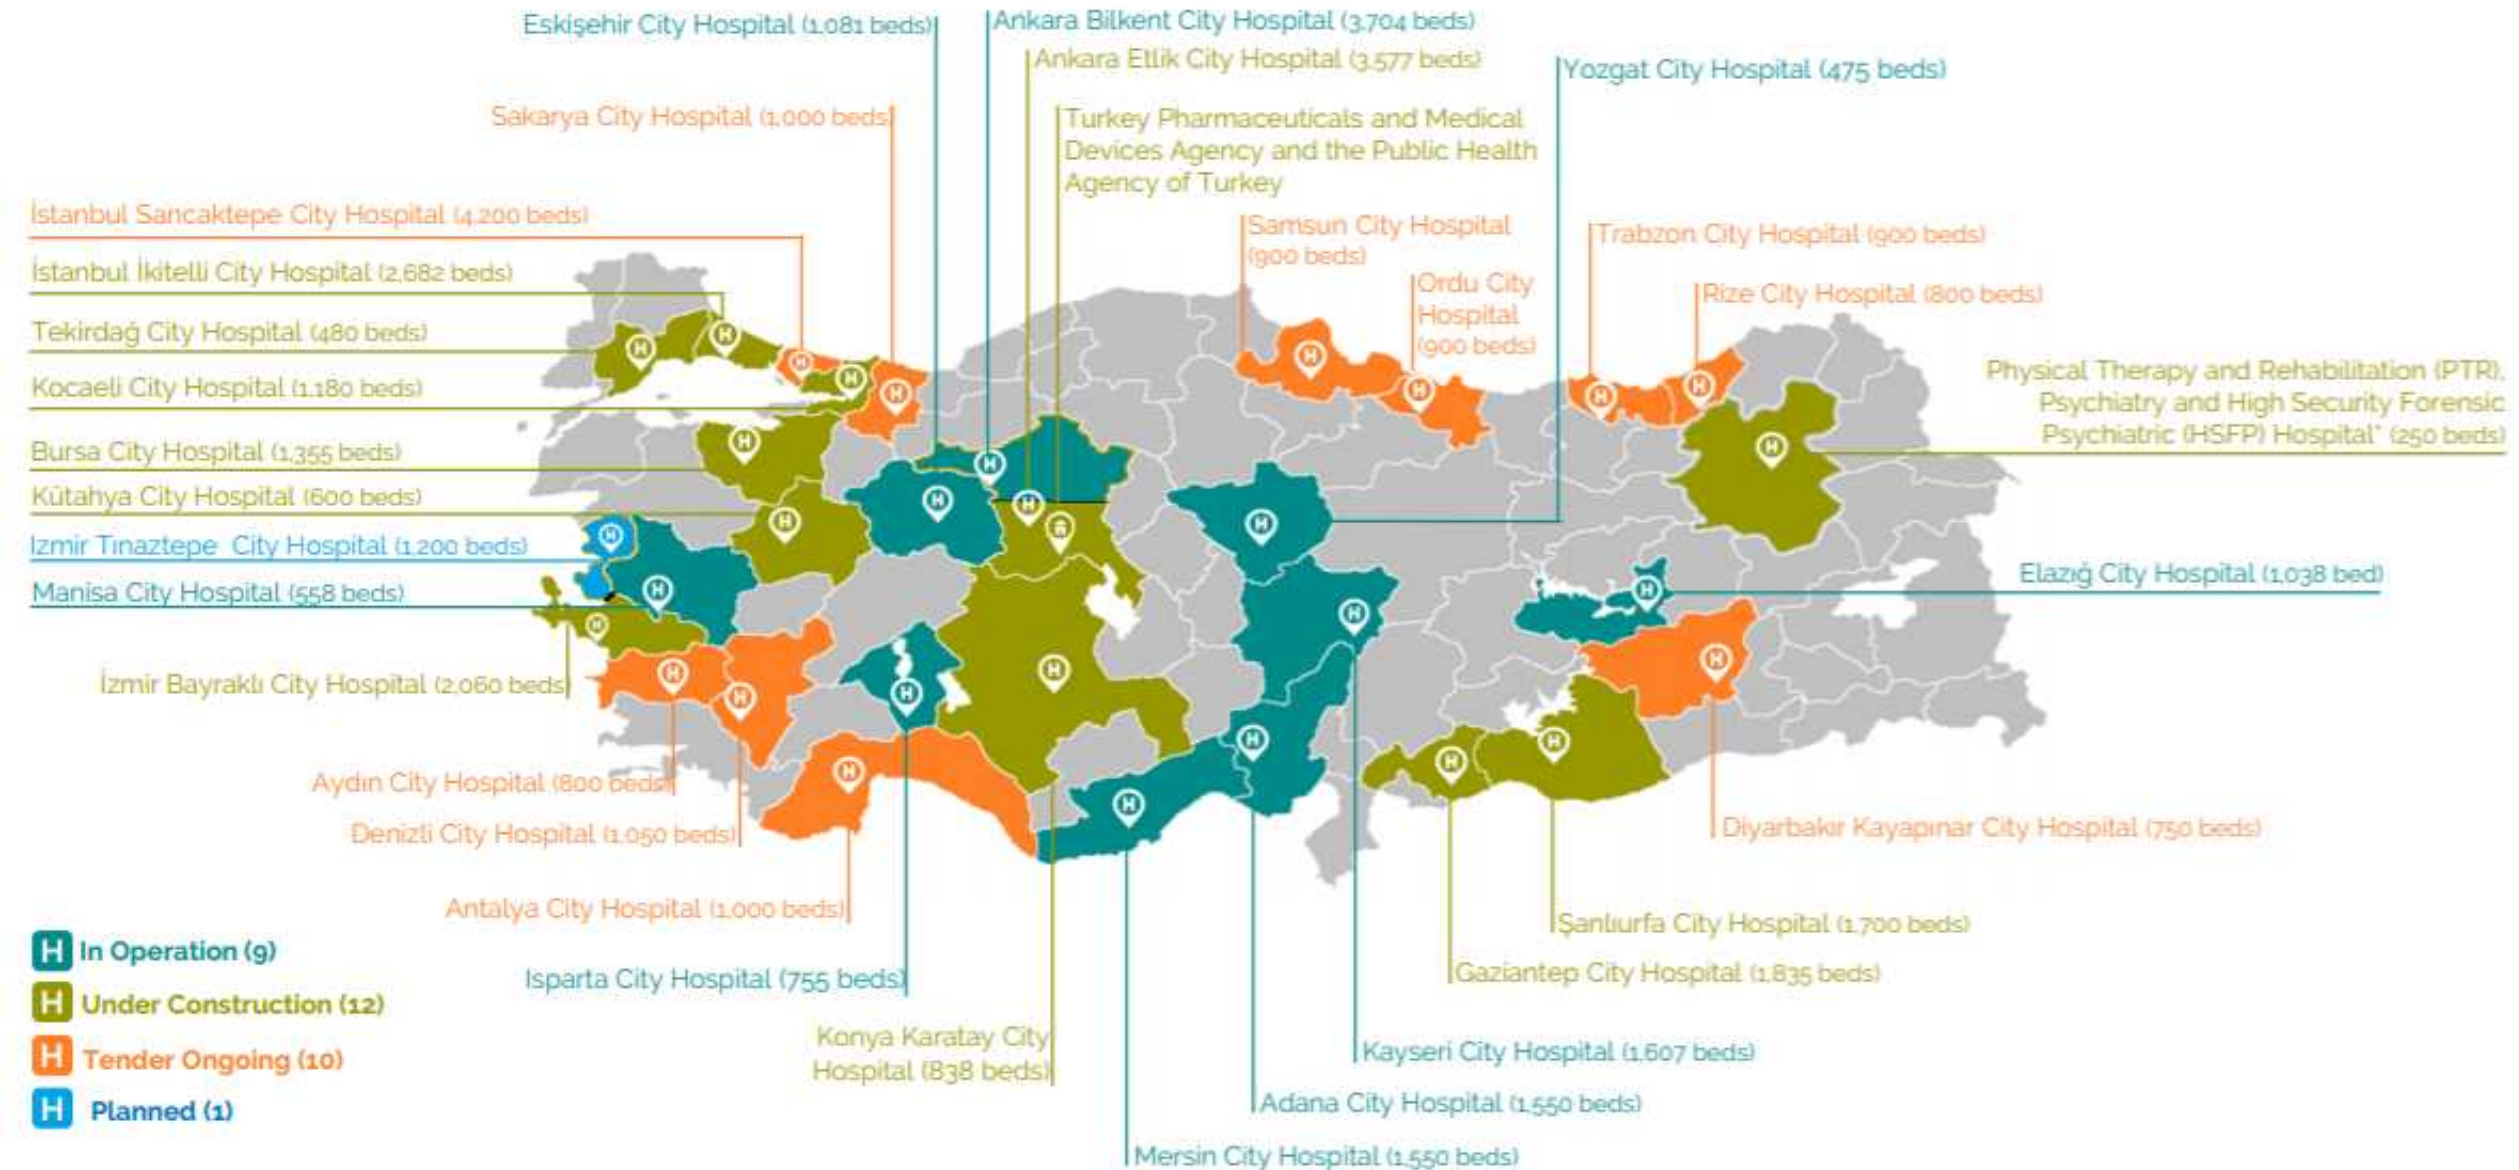 Eskişehir City Hospital (1,081 beds)
Ankara Bilkent City Hospital (3,704 beds)
Ankara Etlik City Hospital (3,577 beds)
Yozgat City Hospital (475 beds)
Sakarya City Hospital (1,000 beds)
Turkey Pharmaceuticals and Medical
Devices Agency and the Public Health
Agency of Turkey
İstanbul Sancaktepe City Hospital (4,200 beds)
Samsun City Hospital
(900 beds)
Trabzon City Hospital (900 beds)
İstanbul İkitelli City Hospital (2,682 beds)
Ordu City
Hospital
(900 beds)
Rize City Hospital (800 beds)
Tekirdağ City Hospital (480 beds)
Kocaeli City Hospital (1,180 beds)
Physical Therapy and Rehabilitation (PTR),
Psychiatry and High Security Forensic
Psychiatric (HSFP) Hospital* (250 beds)
Bursa City Hospital (1,355 beds)
Kütahya City Hospital (600 beds)
Izmir Tınaztepe City Hospital (1,200 beds)
Manisa City Hospital (558 beds)
Elazığ City Hospital (1,038 bed)
İzmir Bayraklı City Hospital (2,060 beds)
Aydın City Hospital (800 beds)
Denizli City Hospital (1,050 beds)
Diyarbakır Kayapınar City Hospital (750 beds)
Antalya City Hospital (1,000 beds)
Şanlıurfa City Hospital (1,700 beds)
Gaziantep City Hospital (1,835 beds)
Isparta City Hospital (755 beds)
Konya Karatay City
Hospital (838 beds)
Kayseri City Hospital (1,607 beds)
Adana City Hospital (1,550 beds)
Mersin City Hospital (1,550 beds)
H In Operation (9)
H Under Construction (12)
H Tender Ongoing (10)
H Planned (1)